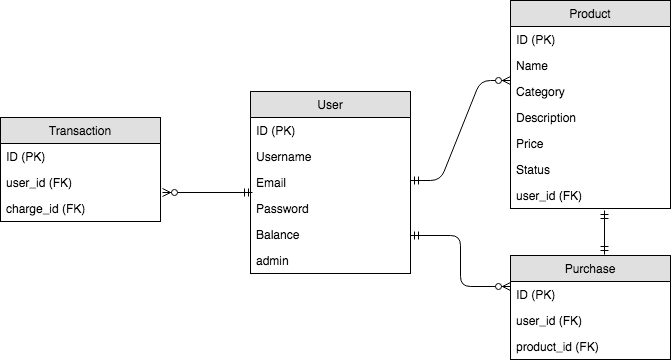 Transaction
ID (PK)
user_id (FK)
charge_id (FK)
User
ID (PK)
Username
Email
Password
Balance
admin
Product
ID (PK)
Name
Category
Description
Price
Status
user_id (FK)
Purchase
ID (PK)
user_id (FK)
product_id (FK)